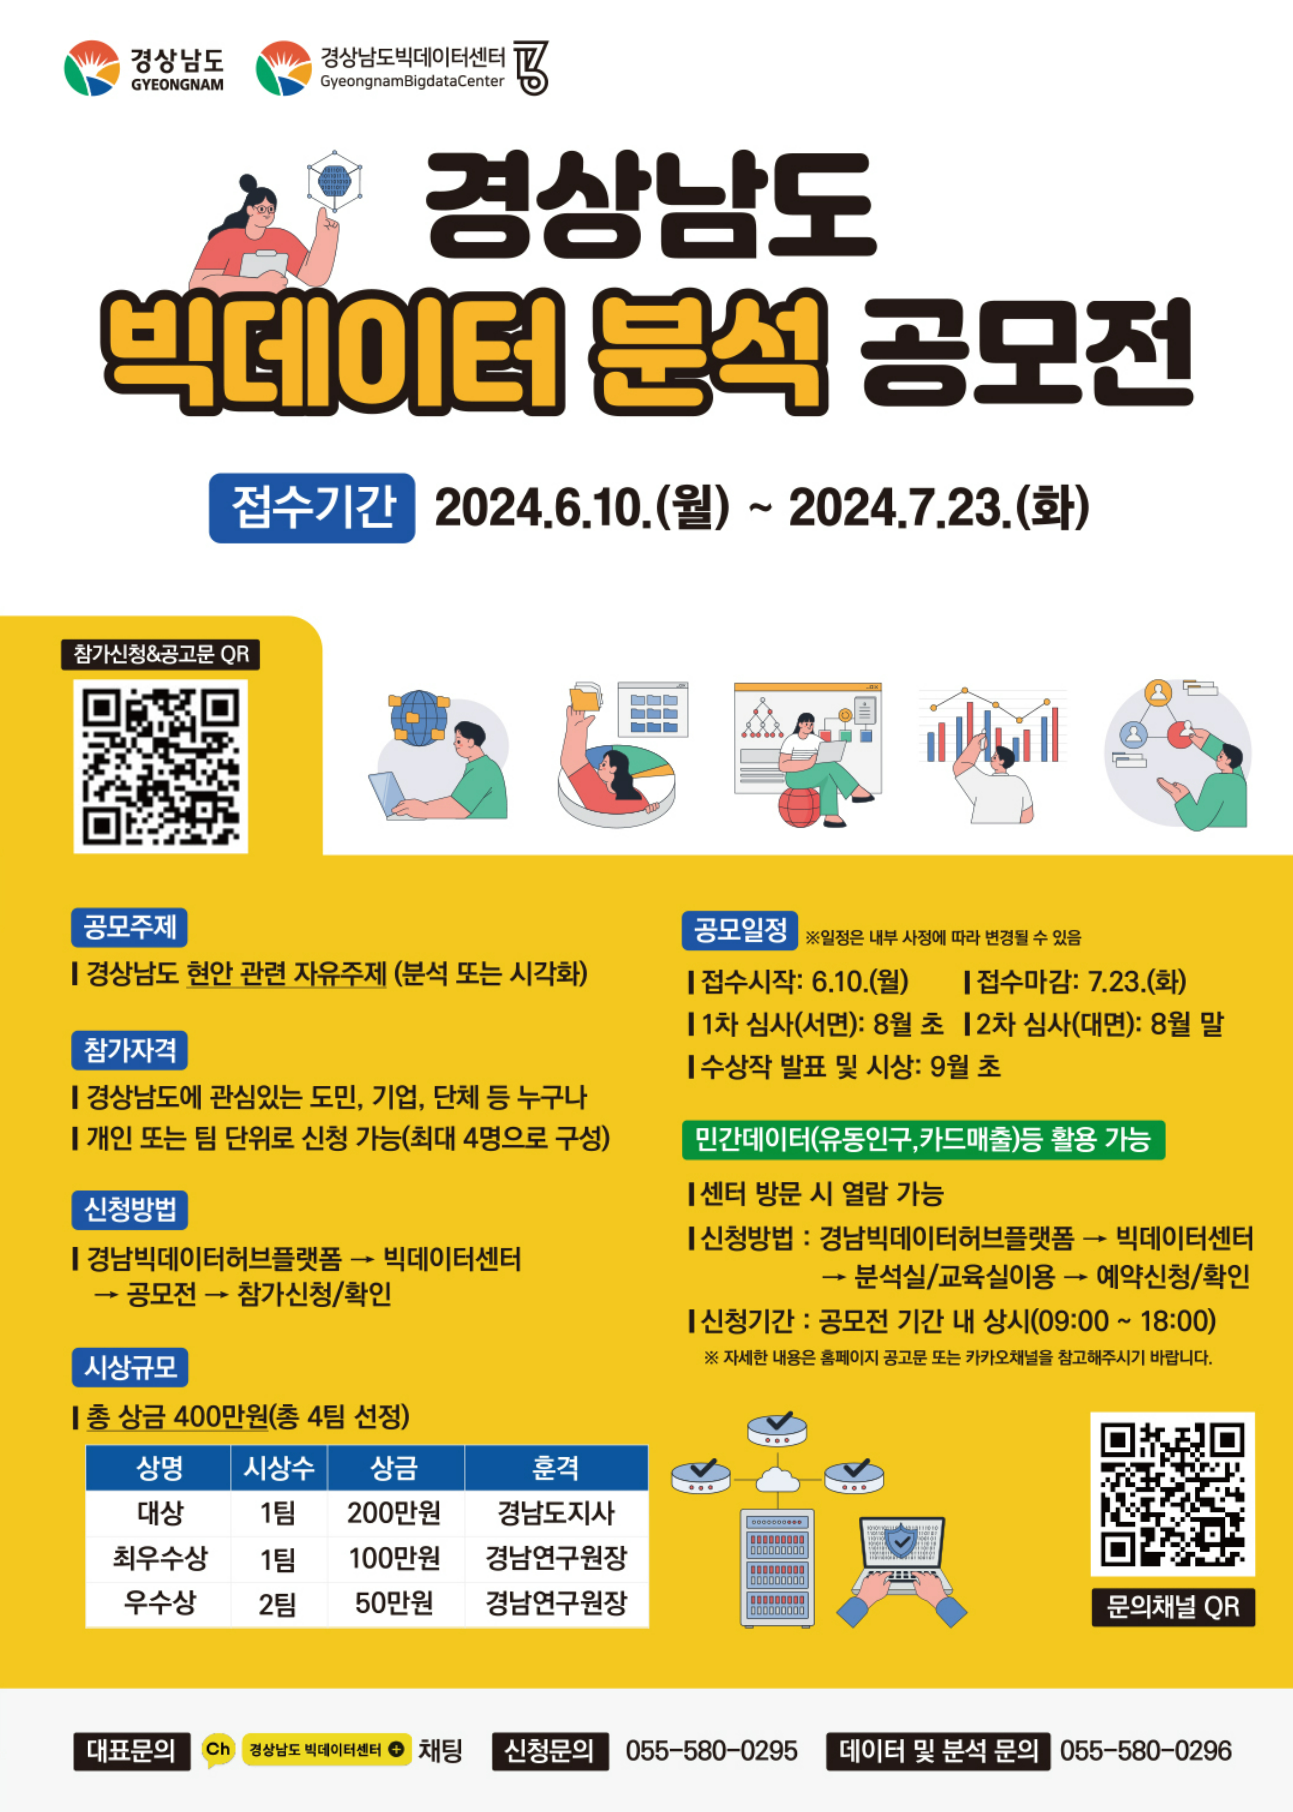 경상남도
GYEONGNAM
경상남도빅데이터센터
GyeongnamBigdataCenter
경상남도
빅데이터 분석 공모전
접수기간 2024.6.10.(월) ~ 2024.7.23.(화)
참가신청&공고문 QR
공모주제
경상남도 현안 관련 자유주제 (분석 또는 시각화)
참가자격
경상남도에 관심있는 도민, 기업, 단체 등 누구나
개인 또는 팀 단위로 신청 가능(최대 4명으로 구성)
신청방법
경남빅데이터허브플랫폼 → 빅데이터센터
→ 공모전 → 참가신청/확인
시상규모
총 상금 400만원(총 4팀 선정)
상명 시상수 상금 훈격
대상 1팀 200만원 경남도지사
최우수상 1팀 100만원 경남연구원장
우수상 2팀 50만원 경남연구원장
공모일정 ※일정은 내부 사정에 따라 변경될 수 있음
접수시작: 6.10.(월) 접수마감: 7.23.(화)
1차 심사(서면): 8월 초 2차 심사(대면): 8월 말
수상작 발표 및 시상: 9월 초
민간데이터(유동인구,카드매출)등 활용 가능
센터 방문 시 열람 가능
신청방법 : 경남빅데이터허브플랫폼 → 빅데이터센터
→ 분석실/교육실이용 → 예약신청/확인
신청기간 : 공모전 기간 내 상시(09:00 ~ 18:00)
※ 자세한 내용은 홈페이지 공고문 또는 카카오채널을 참고해주시기 바랍니다.
문의채널 QR
대표문의 Ch 경상남도 빅데이터센터 + 채팅 신청문의 055-580-0295 데이터 및 분석 문의 055-580-0296